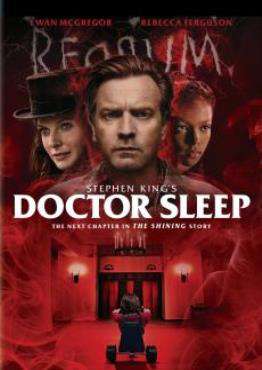 EWAN MCGREGOR REBECCA FERGUSON
REDRUM
STEPHEN KING'S
DOCTOR SLEEP
THE NEXT CHAPTER IN THE SHINING STORY